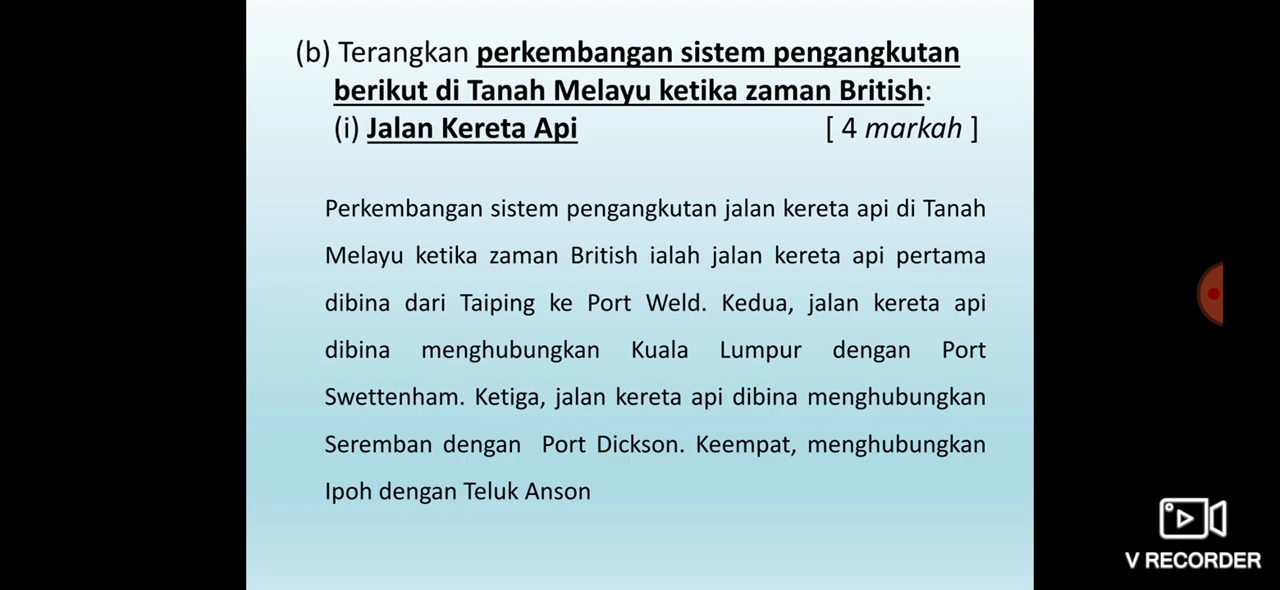 (b) Terangkan perkembangan sistem pengangkutan
berikut di Tanah Melayu ketika zaman British:
(i) Jalan Kereta Api [ 4 markah ]
Perkembangan sistem pengangkutan jalan kereta api di Tanah
Melayu ketika zaman British ialah jalan kereta api pertama
dibina dari Taiping ke Port Weld. Kedua, jalan kereta api
dibina menghubungkan Kuala Lumpur dengan Port
Swettenham. Ketiga, jalan kereta api dibina menghubungkan
Seremban dengan Port Dickson. Keempat, menghubungkan
Ipoh dengan Teluk Anson
V RECORDER